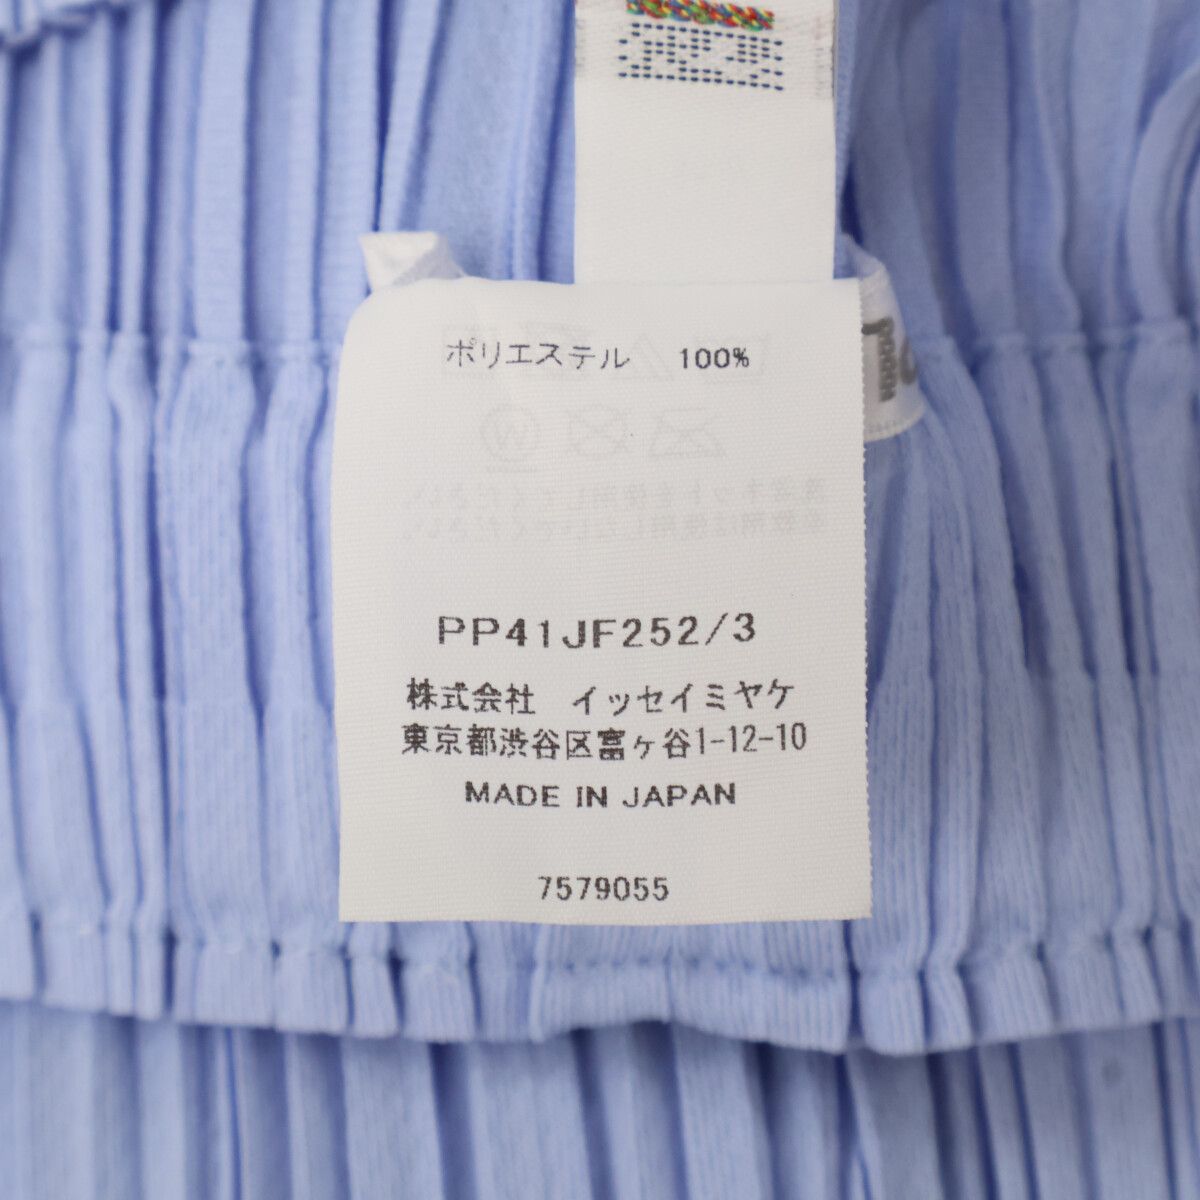 ポリエステル 100%
PP41JF252/3
株式会社 イッセイミヤケ
東京都渋谷区富ヶ谷1-12-10
MADE IN JAPAN
7579055